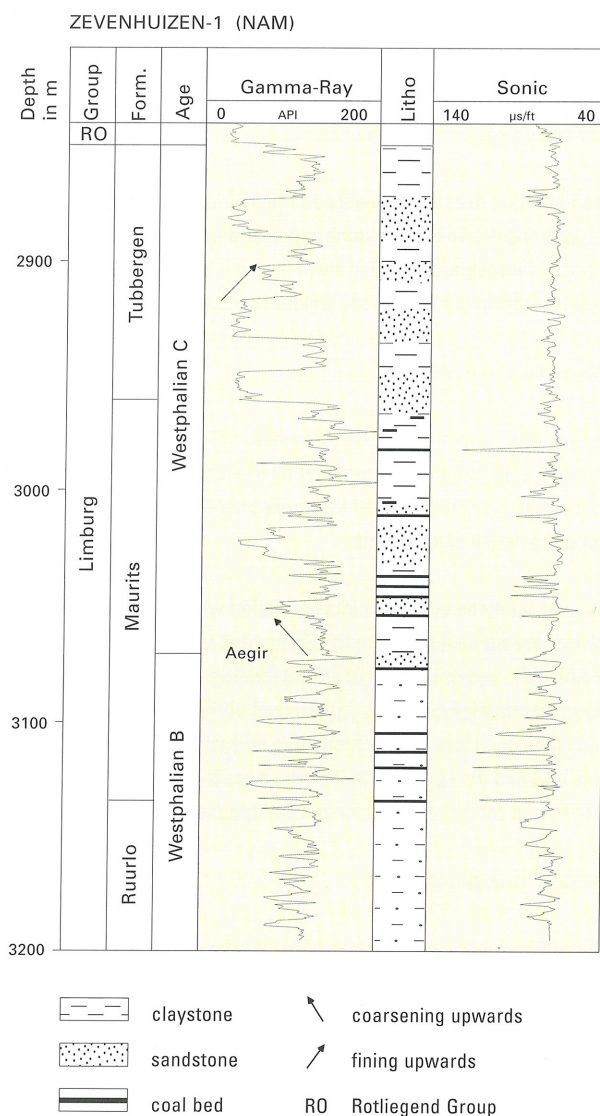 ZEVENHUIZEN-1 (NAM)
Depth in m
Group
Form.
Age
Gamma-Ray
0 API 200
Litho
Sonic
140 µs/ft 40
RO
2900
3000
3100
3200
Limburg
Tubbergen
Maurits
Ruurlo
Westphalian C
Westphalian B
Aegir
claystone
coarsening upwards
sandstone
fining upwards
coal bed
RO Rotliegend Group